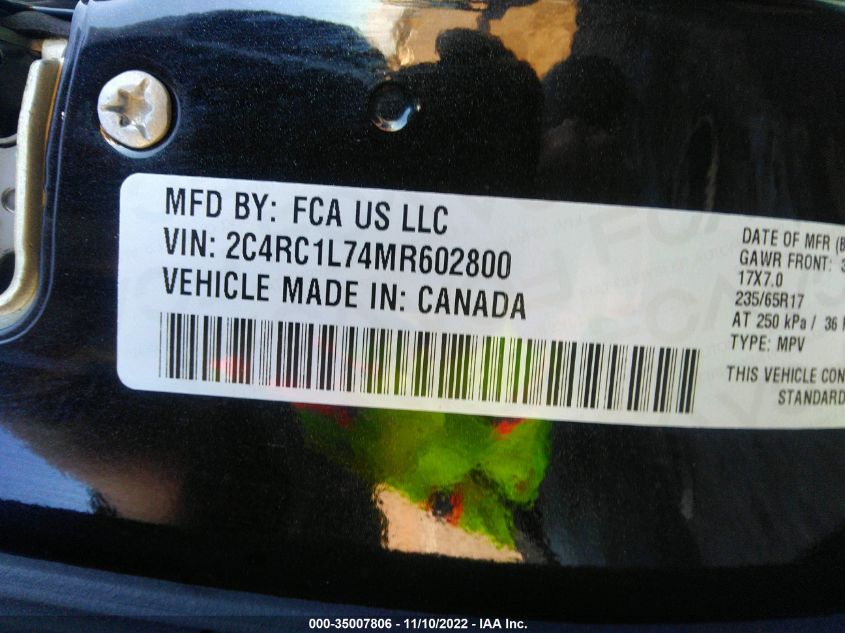 MFD BY: FCA US LLC
VIN: 2C4RC1L74MR602800
VEHICLE MADE IN: CANADA
DATE OF MFR (
GAWR FRONT:
17X7.0
235/65R17
AT 250 kPa / 36
TYPE: MPV
THIS VEHICLE CON
STANDARD
000-35007806 - 11/10/2022 - IAA Inc.